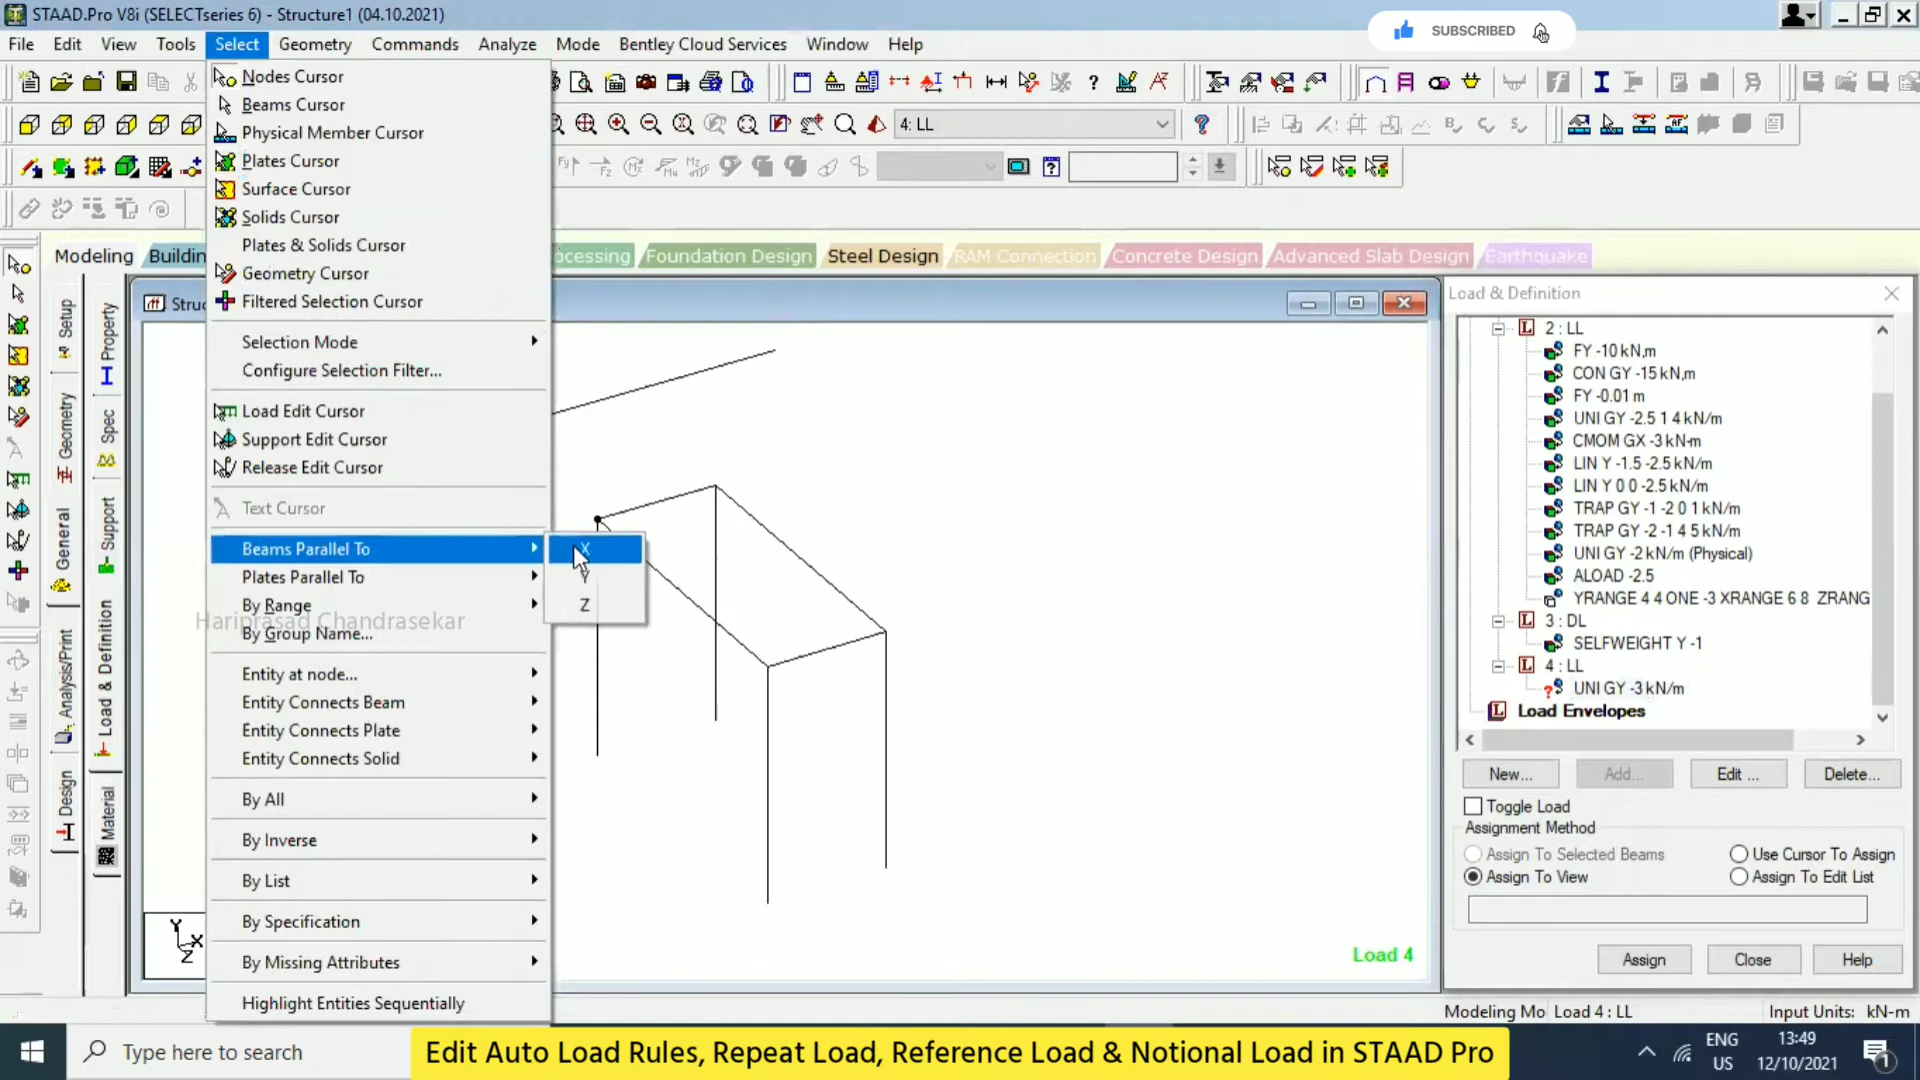 STAAD.Pro V8i (SELECTseries 6) - Structure1 (04.10.2021)
SUBSCRIBED
File Edit View Tools Select Geometry Commands Analyze Mode Bentley Cloud Services Window Help
4: LL
Modeling
Foundation Design
Steel Design
RAM Connection
Concrete Design
Advanced Slab Design
Earthquake
Nodes Cursor
Beams Cursor
Physical Member Cursor
Plates Cursor
Surface Cursor
Solids Cursor
Plates & Solids Cursor
Geometry Cursor
Filtered Selection Cursor
Selection Mode
Configure Selection Filter...
Load Edit Cursor
Support Edit Cursor
Release Edit Cursor
Text Cursor
Beams Parallel To
Plates Parallel To
By Range
By Group Name...
Entity at node...
Entity Connects Beam
Entity Connects Plate
Entity Connects Solid
By All
By Inverse
By List
By Specification
By Missing Attributes
Highlight Entities Sequentially
X
Y
Z
Hariprasad Chandrasekar
Setup
Geometry
General
Analysis/Print
Design
Property
Spec
Support
Load & Definition
Material
Y
X
Z
Load 4
Load & Definition
2 : LL
FY -10 kN,m
CON GY -15 kN,m
FY -0.01 m
UNI GY -2.5 1 4 kN/m
CMOM GX -3 kN-m
LIN Y -1.5 -2.5 kN/m
LIN Y 0 0 -2.5 kN/m
TRAP GY -1 -2 0 1 kN/m
TRAP GY -2 -1 4 5 kN/m
UNI GY -2 kN/m (Physical)
ALOAD -2.5
YRANGE 4 4 ONE -3 XRANGE 6 8 ZRANG
3 : DL
SELFWEIGHT Y -1
4 : LL
UNI GY -3 kN/m
Load Envelopes
New... Add... Edit ... Delete...
Toggle Load
Assignment Method
Assign To Selected Beams
Use Cursor To Assign
Assign To View
Assign To Edit List
Assign Close Help
Modeling Mo Load 4 : LL Input Units: kN-m
Type here to search
Edit Auto Load Rules, Repeat Load, Reference Load & Notional Load in STAAD Pro
ENG
US
13:49
12/10/2021
1